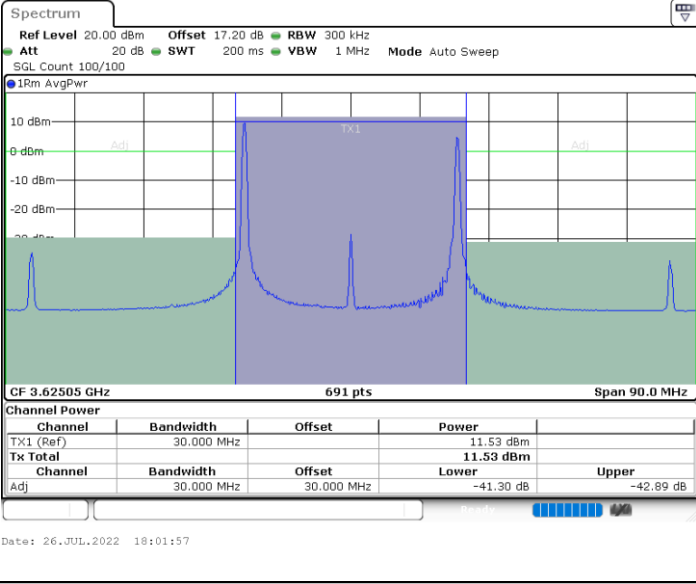 Spectrum
Ref Level 20.00 dBm Offset 17.20 dB RBW 300 kHz
Att 20 dB SWT 200 ms VBW 1 MHz Mode Auto Sweep
SGL Count 100/100
1Rm AvgPwr
10 dBm
TX1
0 dBm
Adj
Adj
-10 dBm
-20 dBm
CF 3.62505 GHz 691 pts Span 90.0 MHz
Channel Power
Channel Bandwidth Offset Power
TX1 (Ref) 30.000 MHz 11.53 dBm
Tx Total 11.53 dBm
Channel Bandwidth Offset Lower Upper
Adj 30.000 MHz 30.000 MHz -41.30 dB -42.89 dB
Ready
Date: 26.JUL.2022 18:01:57